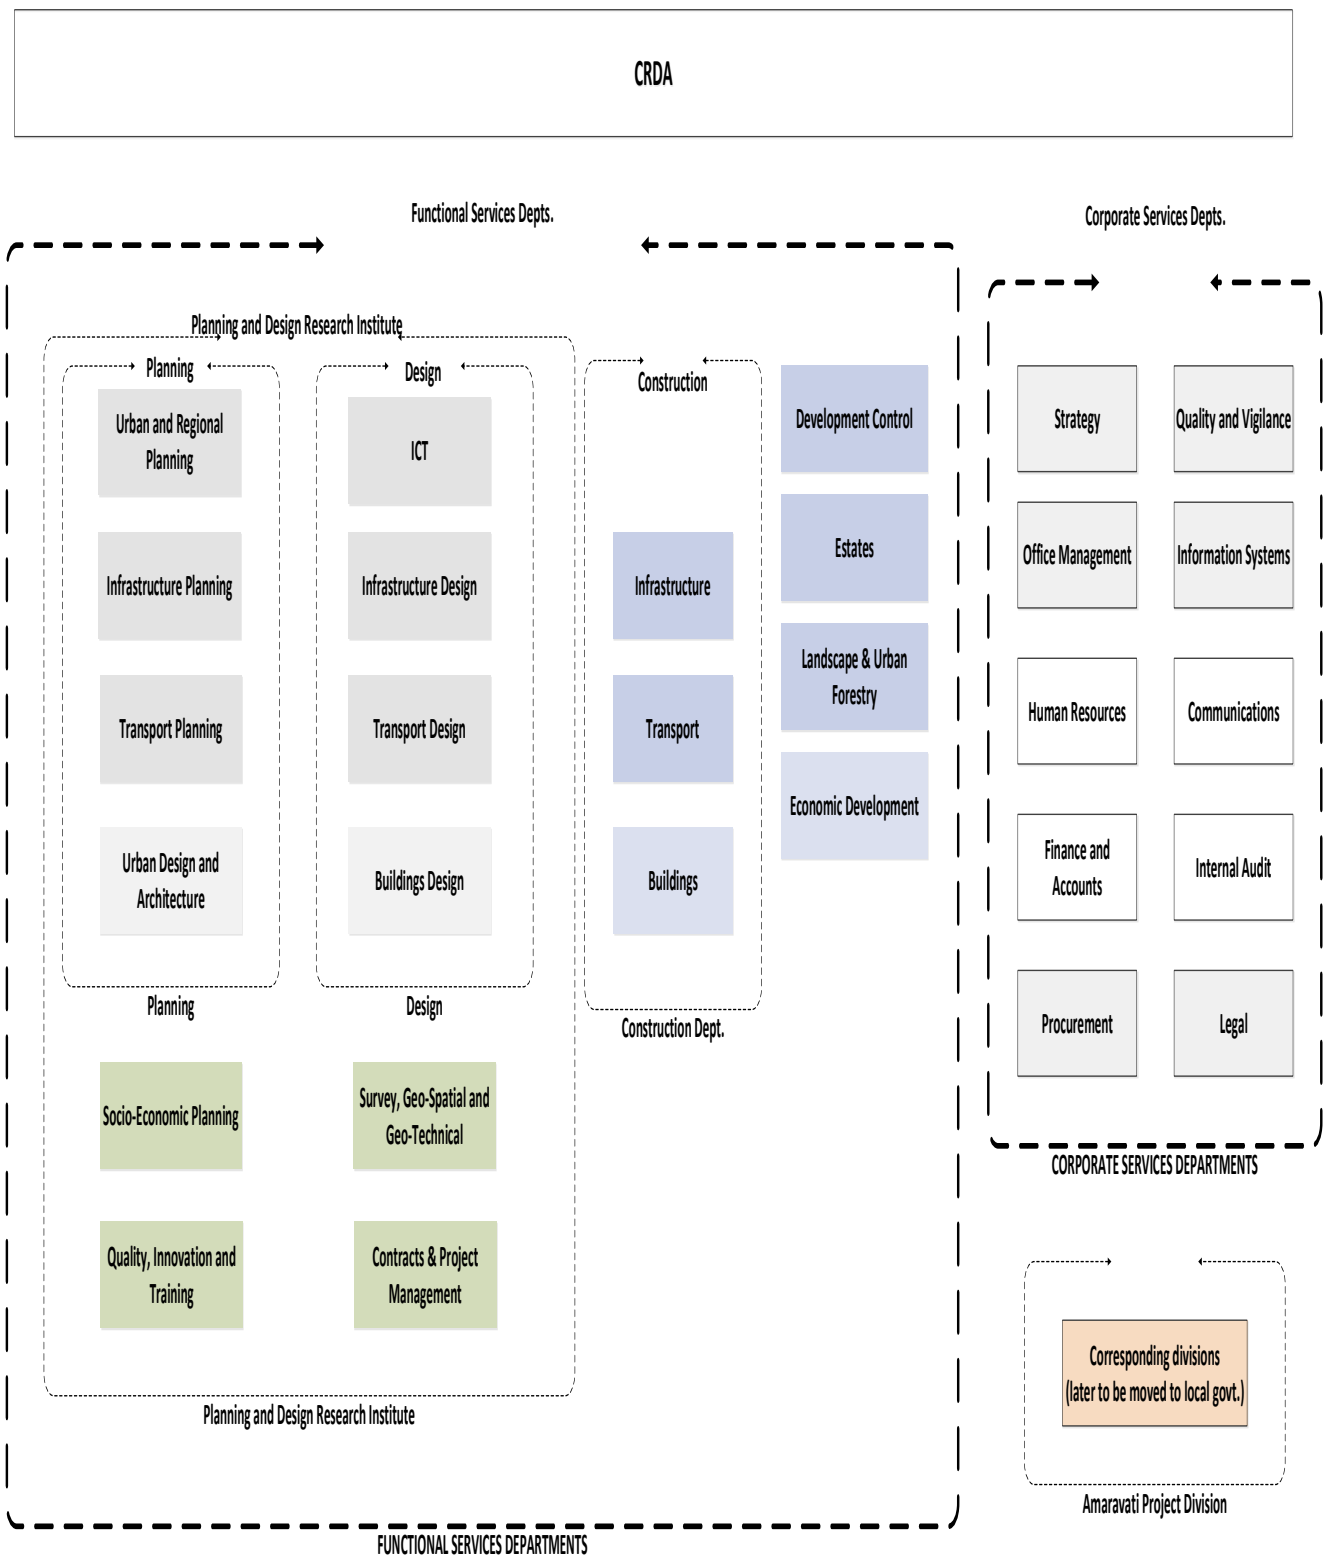 CRDA
Functional Services Depts.
Corporate Services Depts.
Planning and Design Research Institute
Planning
Design
Construction
Urban and Regional
Planning
ICT
Infrastructure Planning
Infrastructure Design
Infrastructure
Transport Planning
Transport Design
Transport
Urban Design and
Architecture
Buildings Design
Buildings
Planning
Design
Construction Dept.
Socio-Economic Planning
Survey, Geo-Spatial and
Geo-Technical
Quality, Innovation and
Training
Contracts & Project
Management
Planning and Design Research Institute
Development Control
Estates
Landscape & Urban
Forestry
Economic Development
FUNCTIONAL SERVICES DEPARTMENTS
Strategy
Quality and Vigilance
Office Management
Information Systems
Human Resources
Communications
Finance and
Accounts
Internal Audit
Procurement
Legal
CORPORATE SERVICES DEPARTMENTS
Corresponding divisions
(later to be moved to local govt.)
Amaravati Project Division